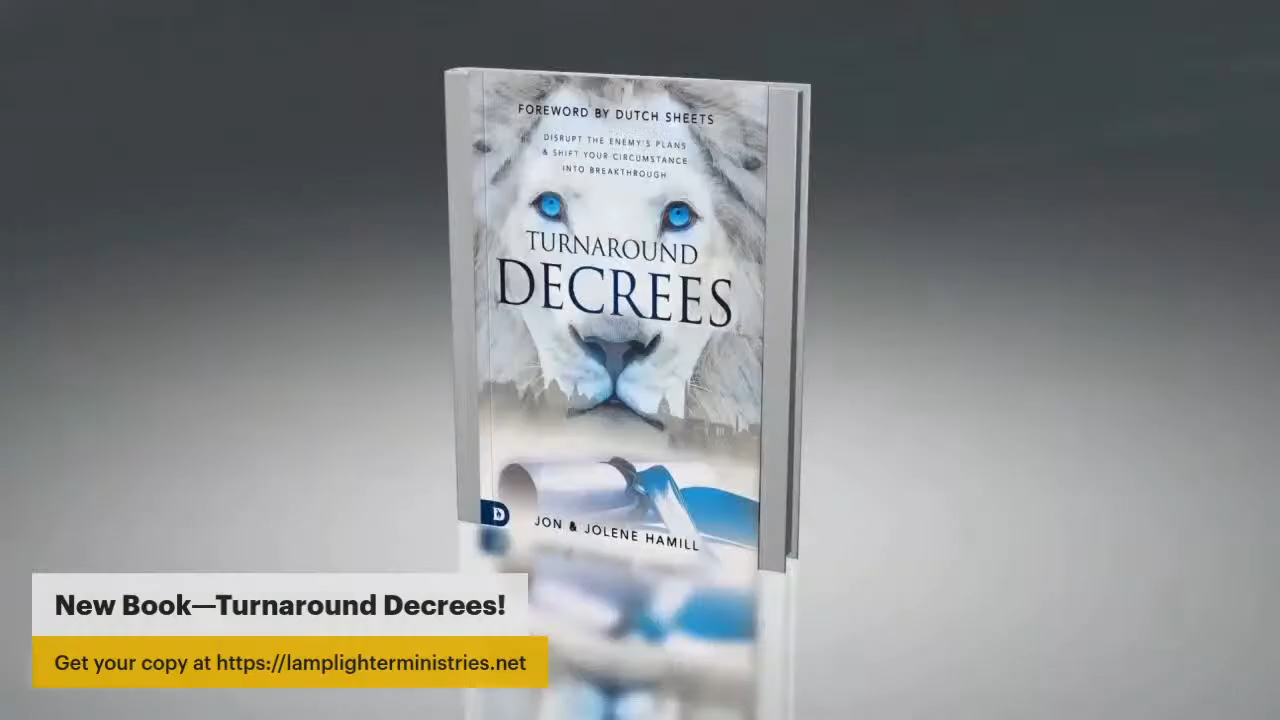 FOREWORD BY DUTCH SHEETS
DISRUPT THE ENEMY'S PLANS
& SHIFT YOUR CIRCUMSTANCE
INTO BREAKTHROUGH
TURNAROUND
DECREES
D
JON & JOLENE HAMILL
New Book—Turnaround Decrees!
Get your copy at https://lamplighterministries.net